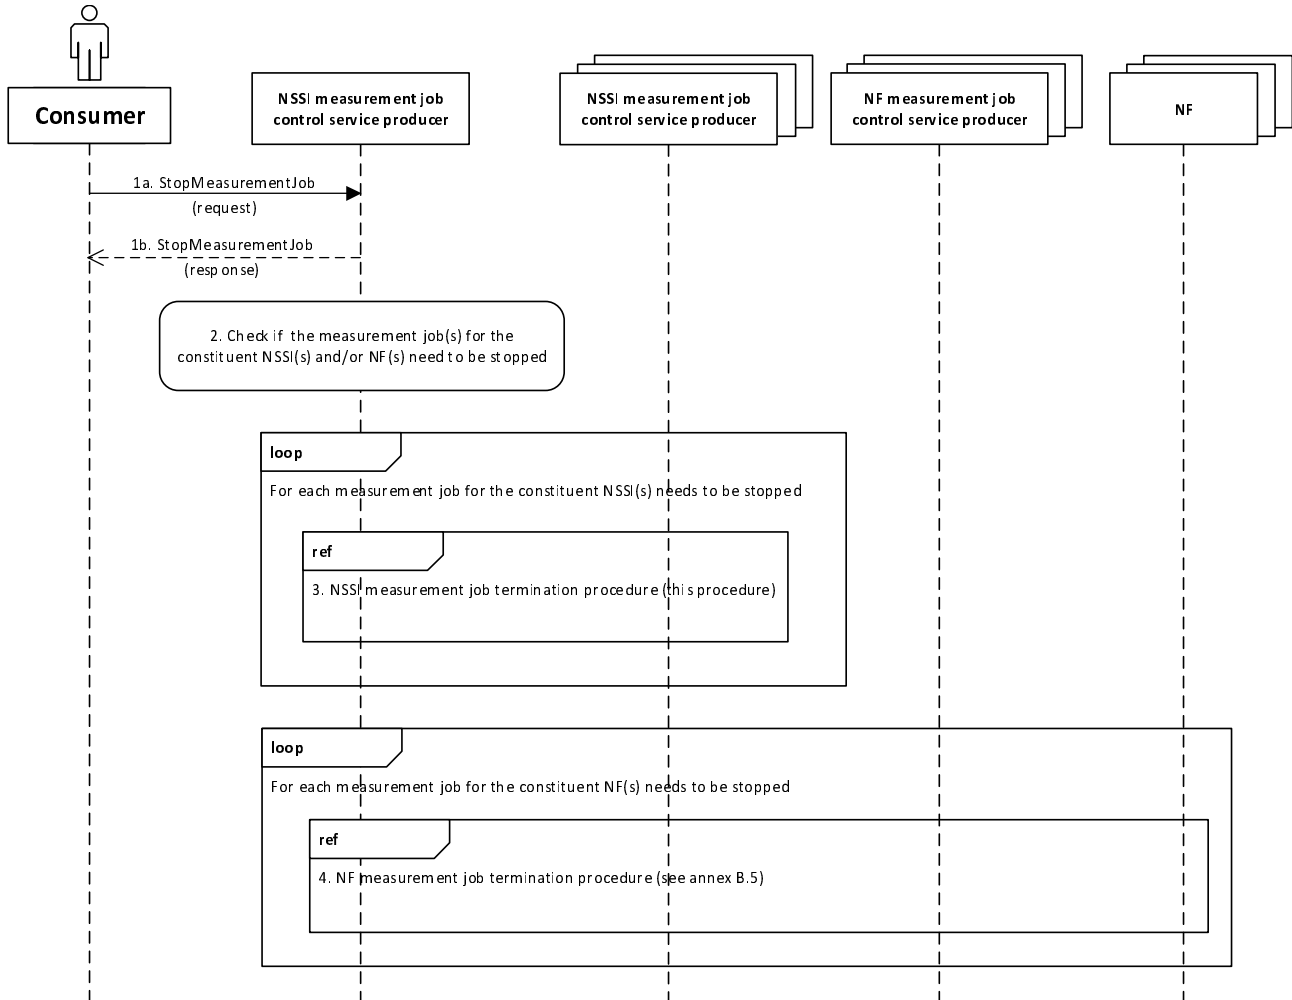 Consumer
NSSI measurement job
control service producer
NSSI measurement job
control service producer
NF measurement job
control service producer
NF
1a. StopMeasurementJob
(request)
1b. StopMeasurementJob
(response)
2. Check if the measurement job(s) for the
constituent NSSI(s) and/or NF(s) need to be stopped
loop
For each measurement job for the constituent NSSI(s) needs to be stopped
ref
3. NSSI measurement job termination procedure (this procedure)
loop
For each measurement job for the constituent NF(s) needs to be stopped
ref
4. NF measurement job termination procedure (see annex B.5)